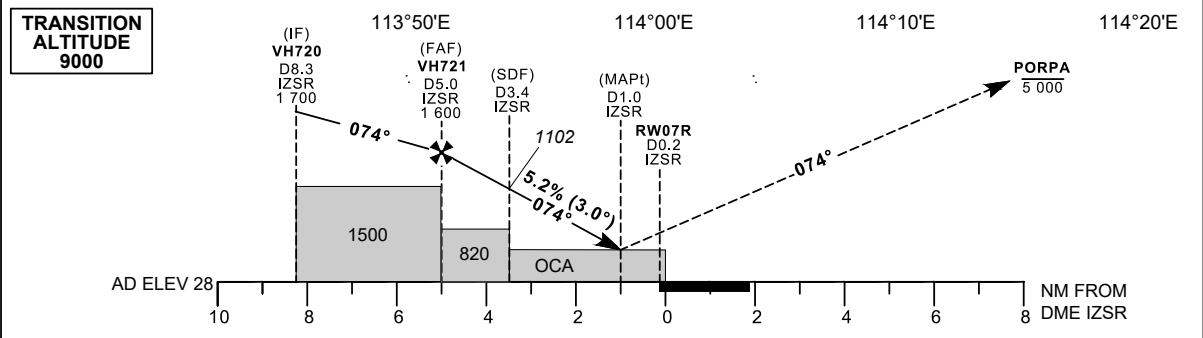 TRANSITION
ALTITUDE
9000
113°50'E
114°00'E
114°10'E
114°20'E
(IF)
VH720
D8.3
IZSR
1 700
(FAF)
VH721
D5.0
IZSR
1 600
(SDF)
D3.4
IZSR
(MAPt)
D1.0
IZSR
RW07R
D0.2
IZSR
PORPA
5 000
074°
1102
5.2% (3.0°)
074°
074°
1500
820
OCA
AD ELEV 28
10 8 6 4 2 0 2 4 6 8
NM FROM
DME IZSR